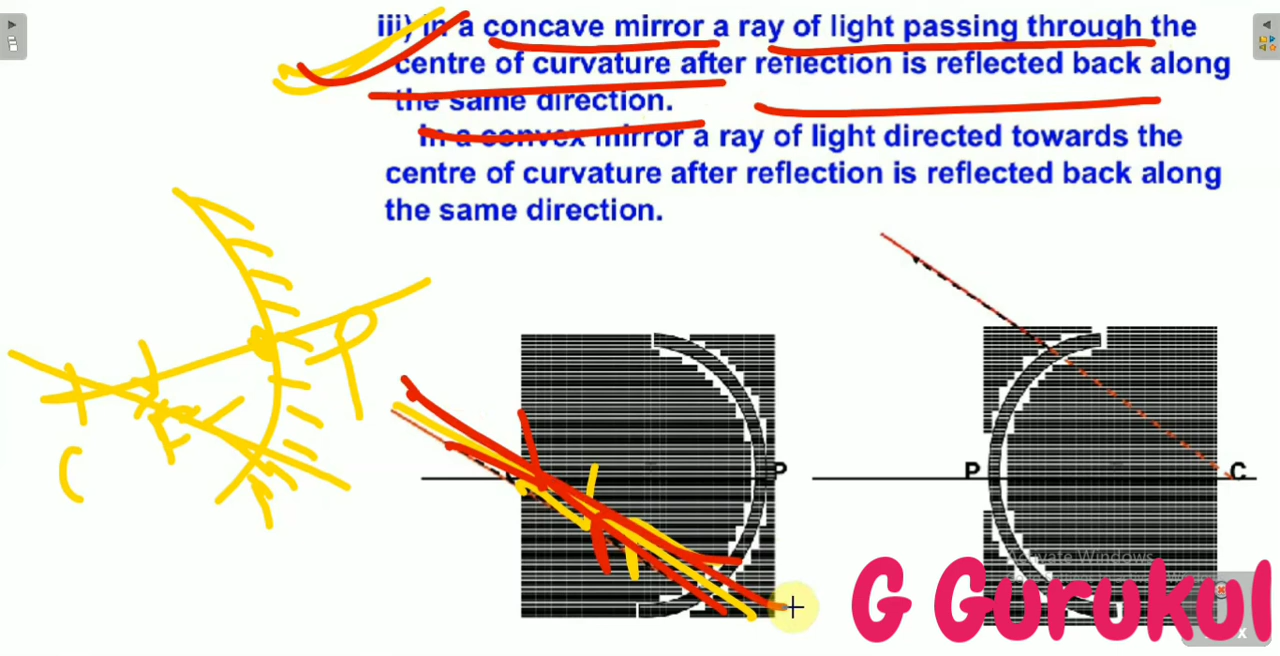 iii) In a concave mirror a ray of light passing through the
centre of curvature after reflection is reflected back along
the same direction.
In a convex mirror a ray of light directed towards the
centre of curvature after reflection is reflected back along
the same direction.
P
F
C
P
P
C
Activate Windows
G Gurukul
x